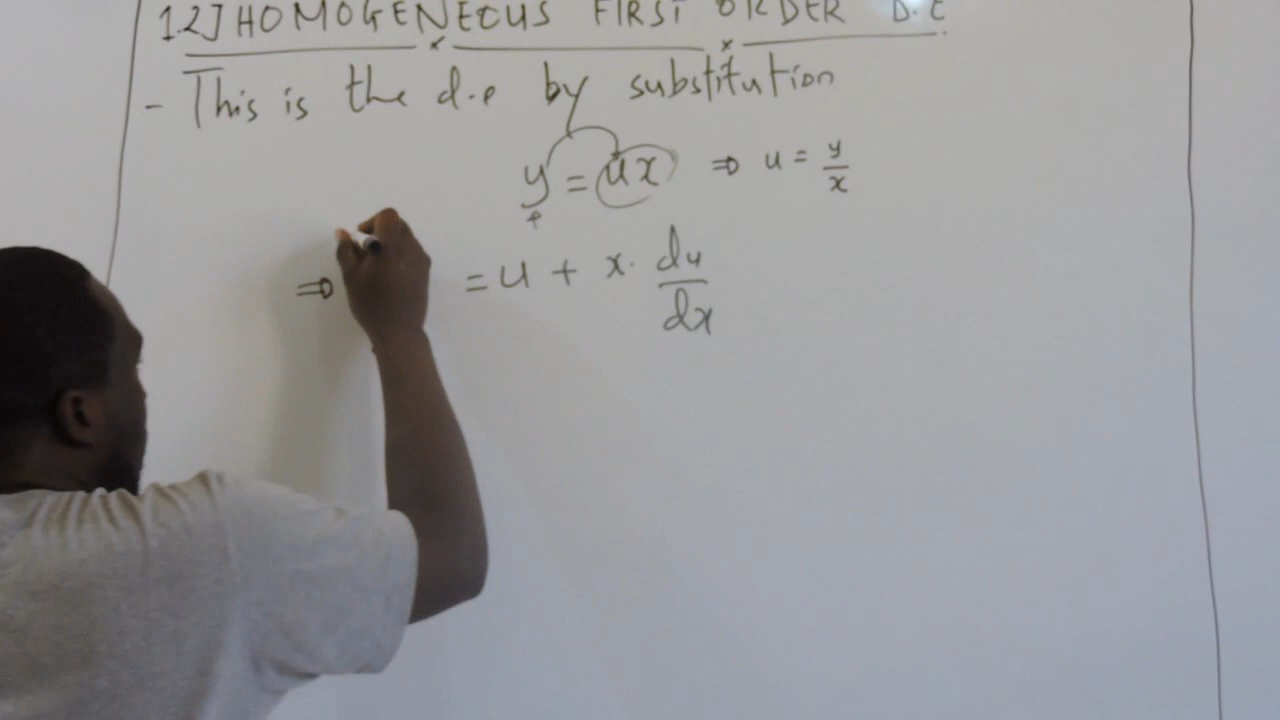 1.2] HOMOGENEOUS FIRST ORDER D.E
- This is the d.e by substitution
y = ux ⇒ u = y/x
⇒ = u + x. du/dx